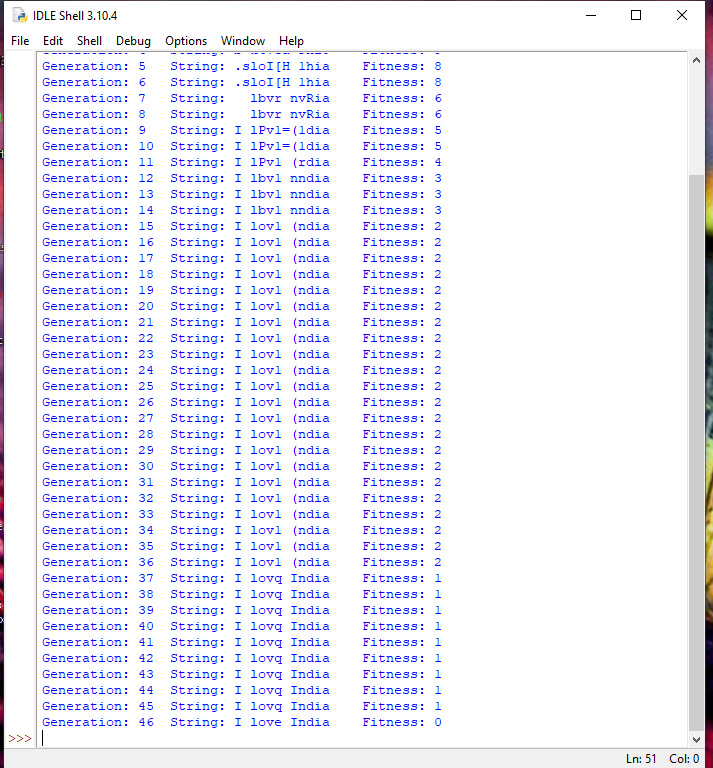 IDLE Shell 3.10.4
File Edit Shell Debug Options Window Help
Generation: 5 String: .sloI[H lhia Fitness: 8
Generation: 6 String: .sloI[H lhia Fitness: 8
Generation: 7 String:   lbvr nvRia Fitness: 6
Generation: 8 String:   lbvr nvRia Fitness: 6
Generation: 9 String: I lPvl=(ldia Fitness: 5
Generation: 10 String: I lPvl=(ldia Fitness: 5
Generation: 11 String: I lPvl (rdia Fitness: 4
Generation: 12 String: I lbvl nndia Fitness: 3
Generation: 13 String: I lbvl nndia Fitness: 3
Generation: 14 String: I lbvl nndia Fitness: 3
Generation: 15 String: I lovl (ndia Fitness: 2
Generation: 16 String: I lovl (ndia Fitness: 2
Generation: 17 String: I lovl (ndia Fitness: 2
Generation: 18 String: I lovl (ndia Fitness: 2
Generation: 19 String: I lovl (ndia Fitness: 2
Generation: 20 String: I lovl (ndia Fitness: 2
Generation: 21 String: I lovl (ndia Fitness: 2
Generation: 22 String: I lovl (ndia Fitness: 2
Generation: 23 String: I lovl (ndia Fitness: 2
Generation: 24 String: I lovl (ndia Fitness: 2
Generation: 25 String: I lovl (ndia Fitness: 2
Generation: 26 String: I lovl (ndia Fitness: 2
Generation: 27 String: I lovl (ndia Fitness: 2
Generation: 28 String: I lovl (ndia Fitness: 2
Generation: 29 String: I lovl (ndia Fitness: 2
Generation: 30 String: I lovl (ndia Fitness: 2
Generation: 31 String: I lovl (ndia Fitness: 2
Generation: 32 String: I lovl (ndia Fitness: 2
Generation: 33 String: I lovl (ndia Fitness: 2
Generation: 34 String: I lovl (ndia Fitness: 2
Generation: 35 String: I lovl (ndia Fitness: 2
Generation: 36 String: I lovl (ndia Fitness: 2
Generation: 37 String: I lovq India Fitness: 1
Generation: 38 String: I lovq India Fitness: 1
Generation: 39 String: I lovq India Fitness: 1
Generation: 40 String: I lovq India Fitness: 1
Generation: 41 String: I lovq India Fitness: 1
Generation: 42 String: I lovq India Fitness: 1
Generation: 43 String: I lovq India Fitness: 1
Generation: 44 String: I lovq India Fitness: 1
Generation: 45 String: I lovq India Fitness: 1
Generation: 46 String: I love India Fitness: 0
>>>
Ln: 51 Col: 0